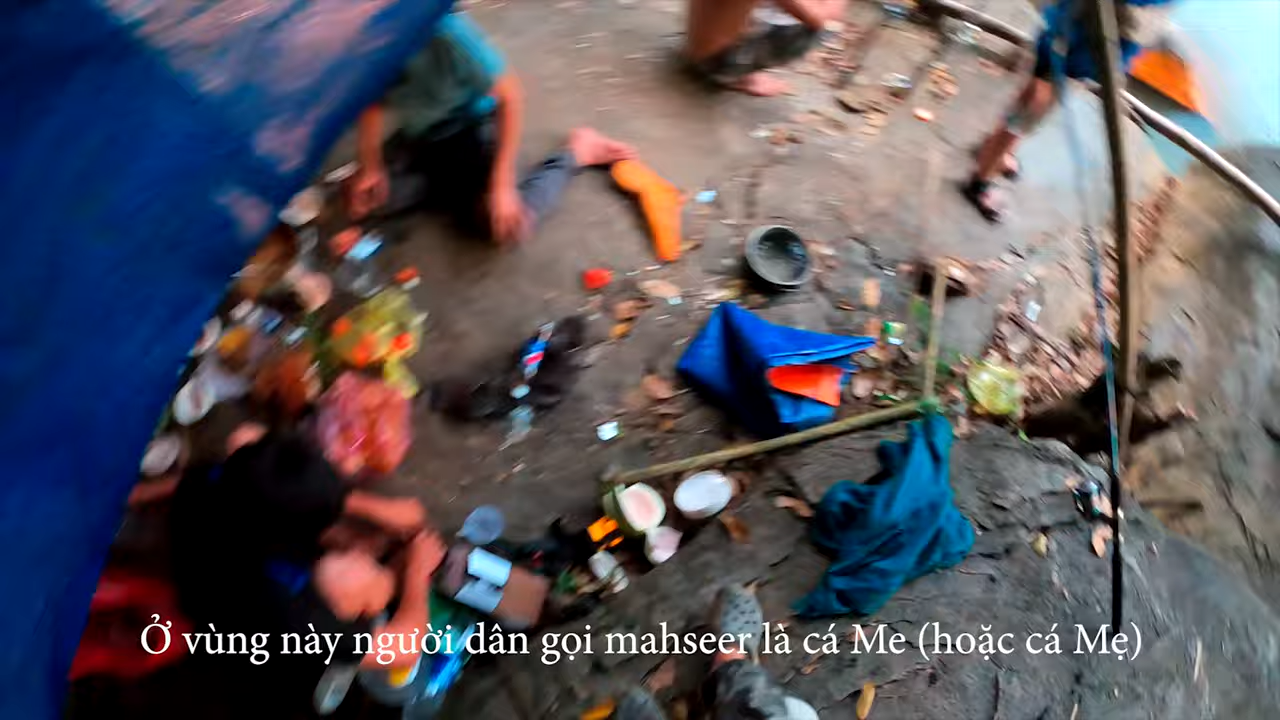 Ở vùng này người dân gọi mahseer là cá Me (hoặc cá Mẹ)